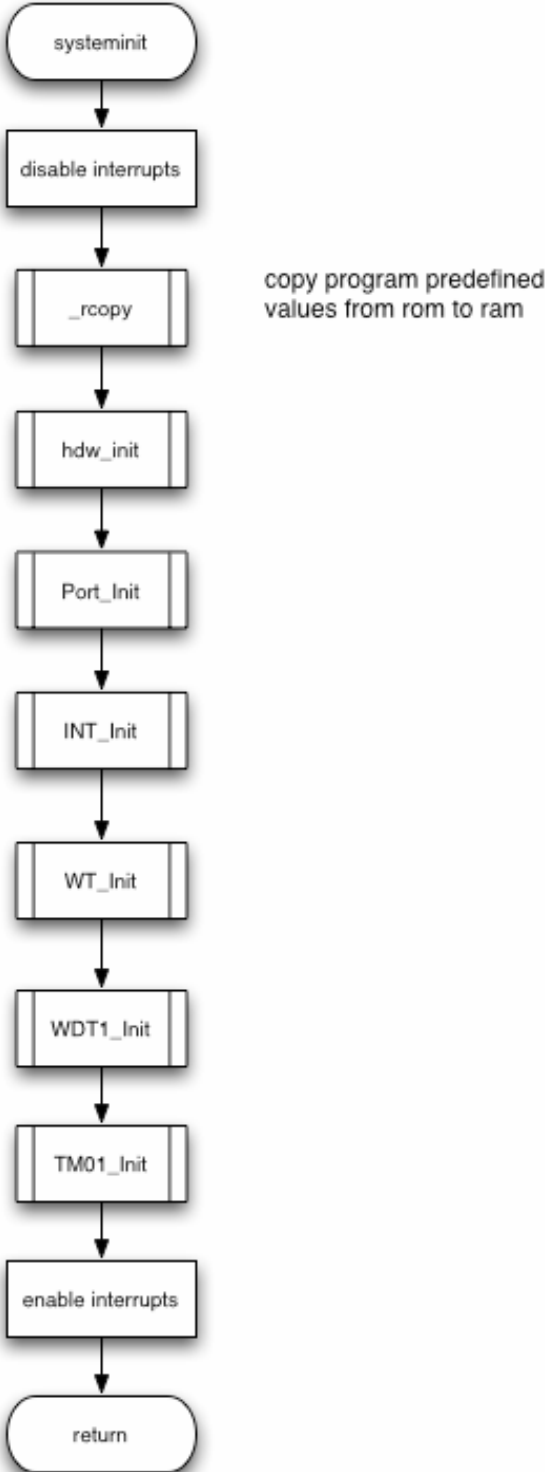 systeminit
disable interrupts
_rcopy
copy program predefined
values from rom to ram
hdw_init
Port_Init
INT_Init
WT_Init
WDT1_Init
TM01_Init
enable interrupts
return